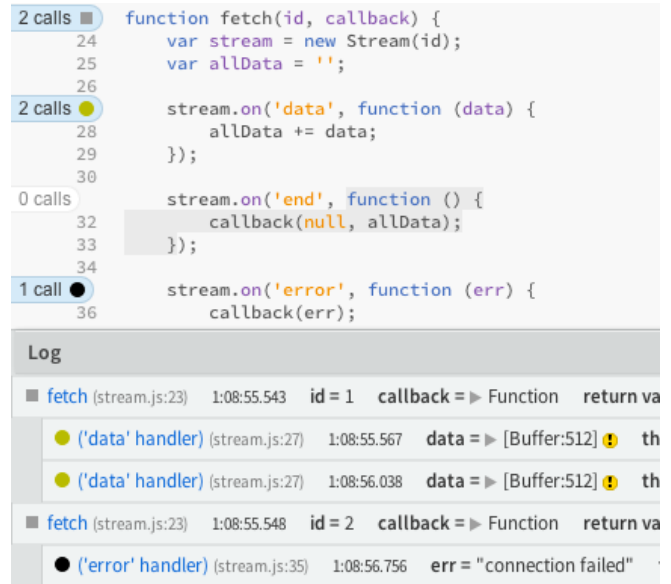 2 calls function fetch(id, callback) {
24 var stream = new Stream(id);
25 var allData = '';
26
2 calls stream.on('data', function (data) {
28 allData += data;
29 });
30
0 calls stream.on('end', function () {
32 callback(null, allData);
33 });
34
1 call stream.on('error', function (err) {
36 callback(err);
Log
fetch (stream.js:23) 1:08:55.543 id = 1 callback = ▶ Function return va
('data' handler) (stream.js:27) 1:08:55.567 data = ▶ [Buffer:512] ! th
('data' handler) (stream.js:27) 1:08:56.038 data = ▶ [Buffer:512] ! th
fetch (stream.js:23) 1:08:55.548 id = 2 callback = ▶ Function return va
('error' handler) (stream.js:35) 1:08:56.756 err = "connection failed"